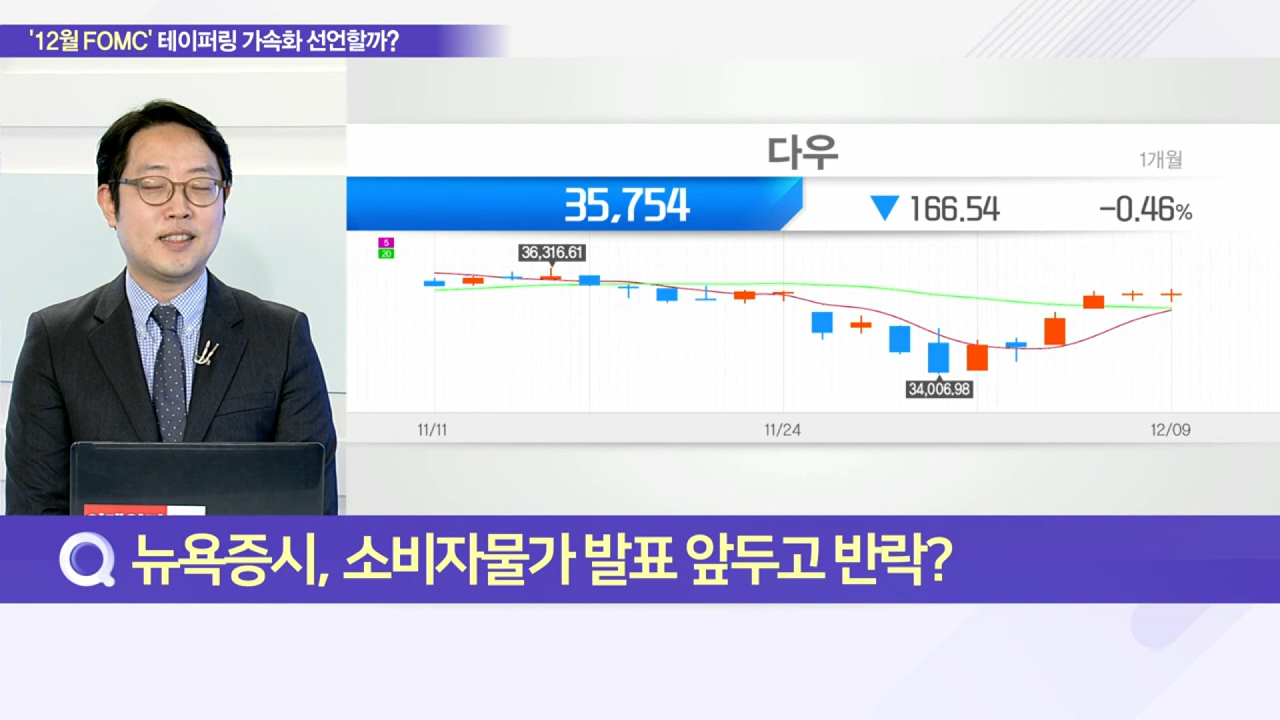 '12월 FOMC' 테이퍼링 가속화 선언할까?
다우
1개월
35,754 ▼ 166.54 -0.46%
5
20
36,316.61
34,006.98
11/11 11/24 12/09
Q 뉴욕증시, 소비자물가 발표 앞두고 반락?